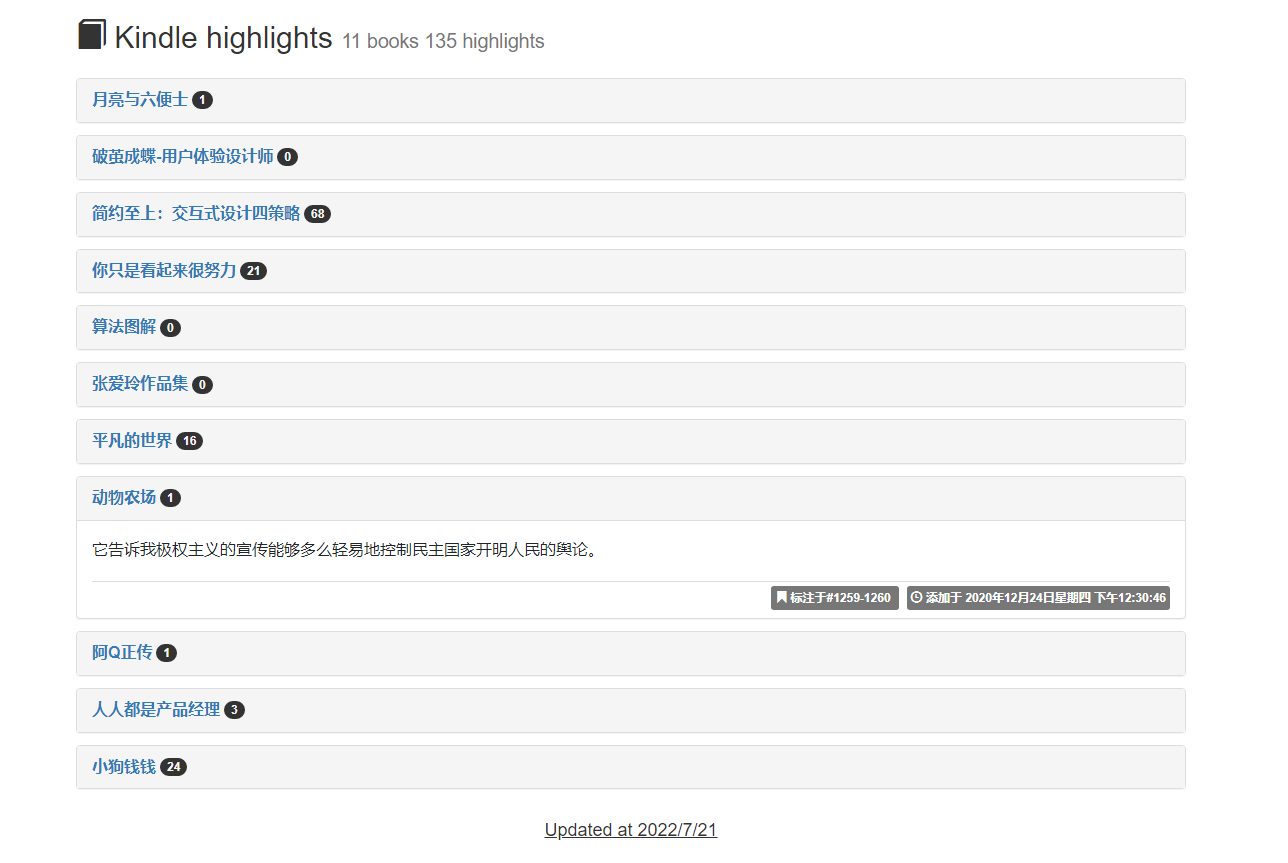 Kindle highlights 11 books 135 highlights
月亮与六便士 1
破茧成蝶-用户体验设计师 0
简约至上：交互式设计四策略 68
你只是看起来很努力 21
算法图解 0
张爱玲作品集 0
平凡的世界 16
动物农场 1
它告诉我极权主义的宣传能够多么轻易地控制民主国家开明人民的舆论。
标注于#1259-1260 添加于 2020年12月24日星期四 下午12:30:46
阿Q正传 1
人人都是产品经理 3
小狗钱钱 24
Updated at 2022/7/21